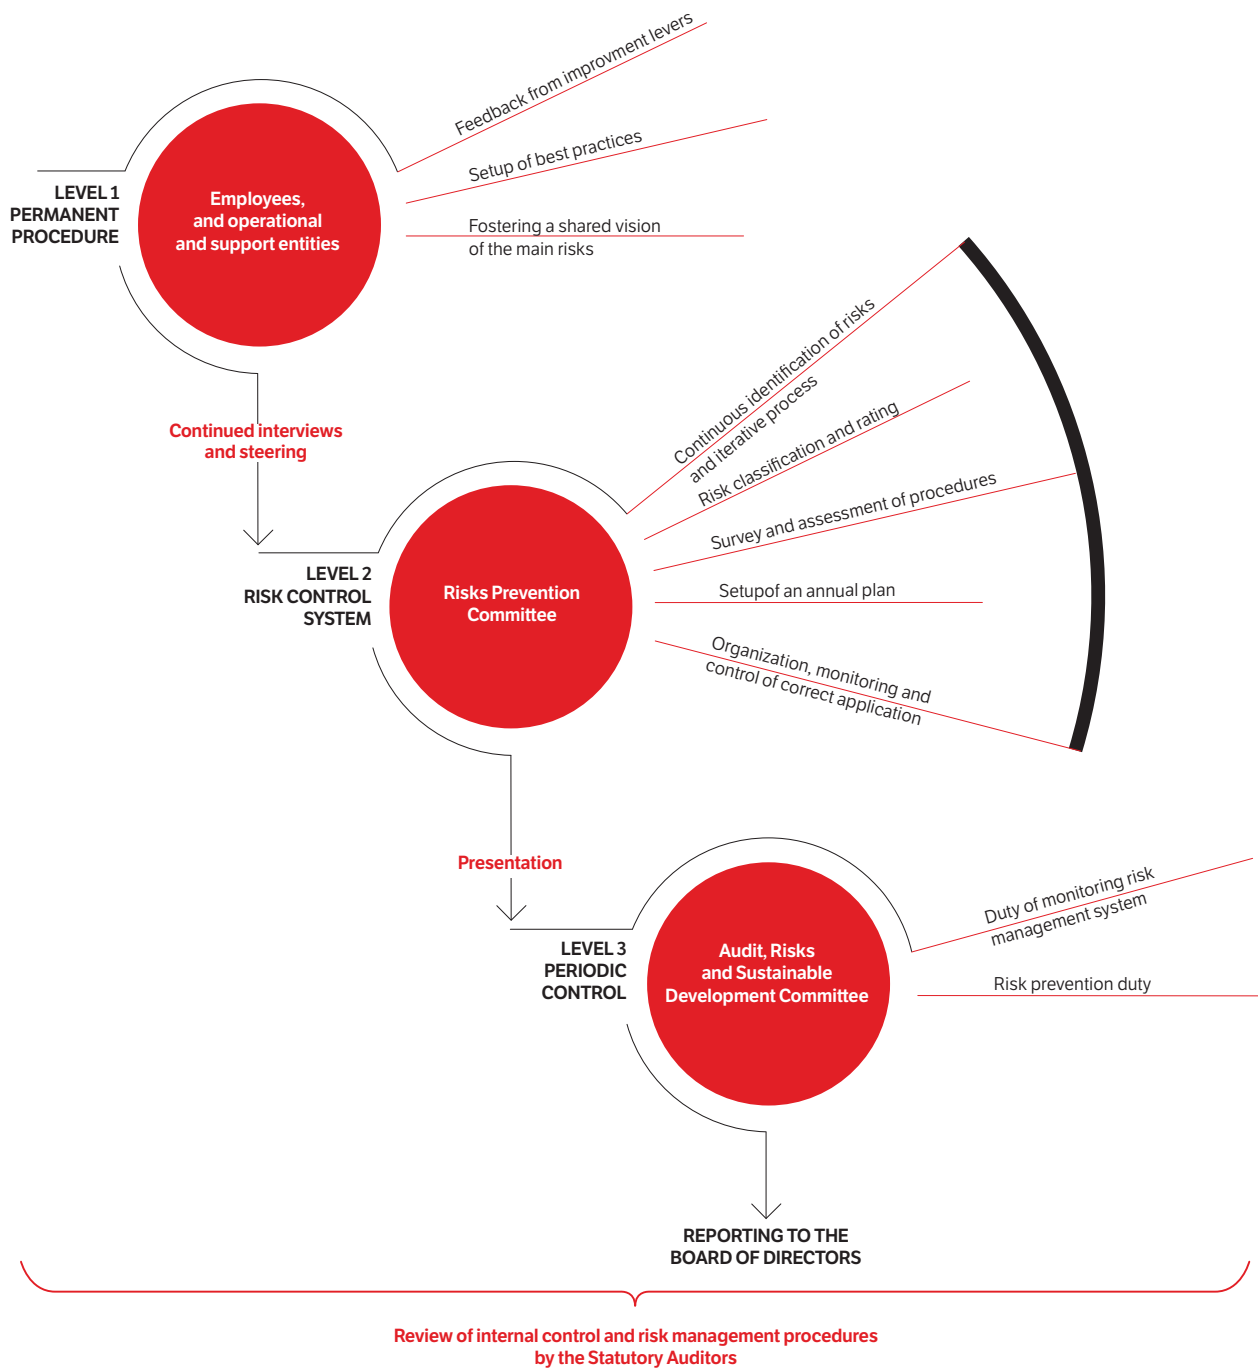 Feedback from improvment levers
Setup of best practices
Fostering a shared vision
of the main risks
LEVEL 1
PERMANENT
PROCEDURE
Employees,
and operational
and support entities
Continued interviews
and steering
Continuous identification of risks
and iterative process
Risk classification and rating
Survey and assessment of procedures
Setupof an annual plan
Organization, monitoring and
control of correct application
LEVEL 2
RISK CONTROL
SYSTEM
Risks Prevention
Committee
Presentation
Duty of monitoring risk
management system
Risk prevention duty
LEVEL 3
PERIODIC
CONTROL
Audit, Risks
and Sustainable
Development Committee
REPORTING TO THE
BOARD OF DIRECTORS
Review of internal control and risk management procedures
by the Statutory Auditors